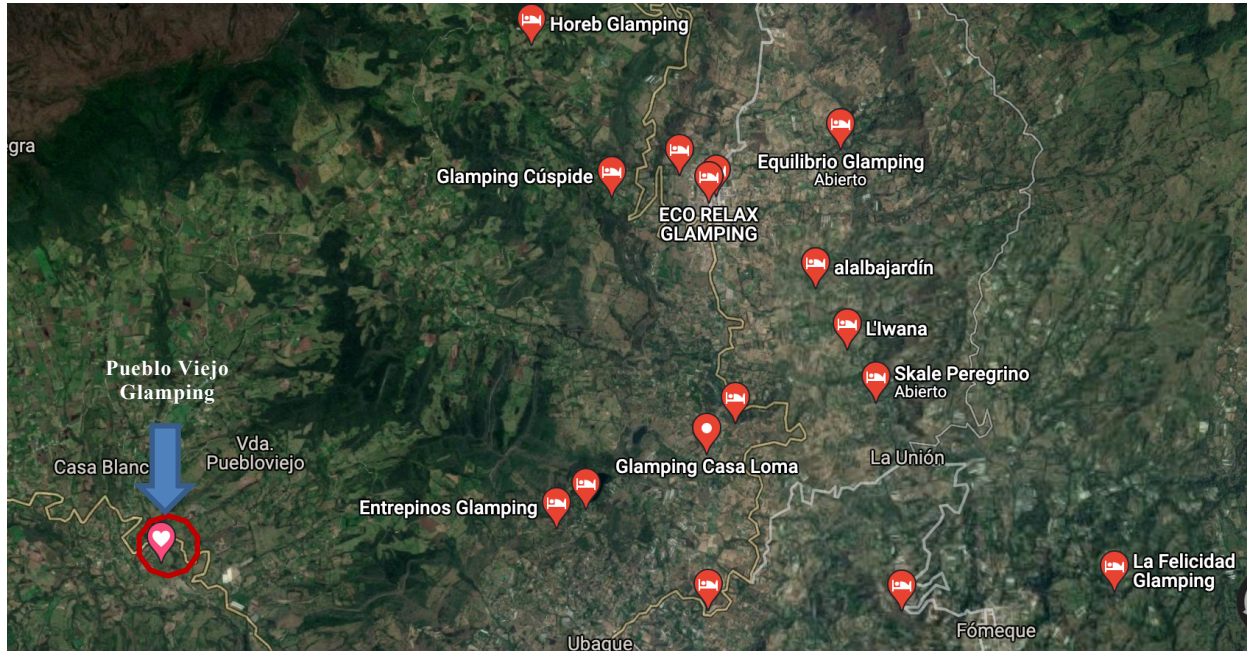 Horeb Glamping
egra
Equilibrio Glamping
Abierto
Glamping Cúspide
ECO RELAX
GLAMPING
alalbajardín
L'Iwana
Pueblo Viejo
Glamping
Skale Peregrino
Abierto
Vda.
Puebloviejo
Casa Blanc
La Unión
Glamping Casa Loma
Entrepinos Glamping
La Felicidad
Glamping
Fómeque
Ubaque